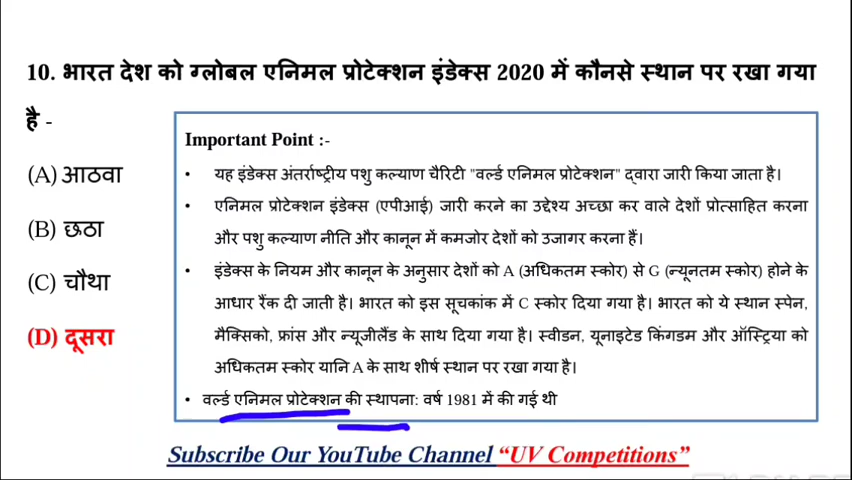 10. भारत देश को ग्लोबल एनिमल प्रोटेक्शन इंडेक्स 2020 में कौनसे स्थान पर रखा गया
है -
(A) आठवा
(B) छठा
(C) चौथा
(D) दूसरा
Important Point :-
• यह इंडेक्स अंतर्राष्ट्रीय पशु कल्याण चैरिटी "वर्ल्ड एनिमल प्रोटेक्शन" द्वारा जारी किया जाता है।
• एनिमल प्रोटेक्शन इंडेक्स (एपीआई) जारी करने का उद्देश्य अच्छा कर वाले देशों प्रोत्साहित करना
और पशु कल्याण नीति और कानून में कमजोर देशों को उजागर करना हैं।
• इंडेक्स के नियम और कानून के अनुसार देशों को A (अधिकतम स्कोर) से G (न्यूनतम स्कोर) होने के
आधार रैंक दी जाती है। भारत को इस सूचकांक में C स्कोर दिया गया है। भारत को ये स्थान स्पेन,
मैक्सिको, फ्रांस और न्यूजीलैंड के साथ दिया गया है। स्वीडन, यूनाइटेड किंगडम और ऑस्ट्रिया को
अधिकतम स्कोर यानि A के साथ शीर्ष स्थान पर रखा गया है।
• वर्ल्ड एनिमल प्रोटेक्शन की स्थापना: वर्ष 1981 में की गई थी
Subscribe Our YouTube Channel “UV Competitions”